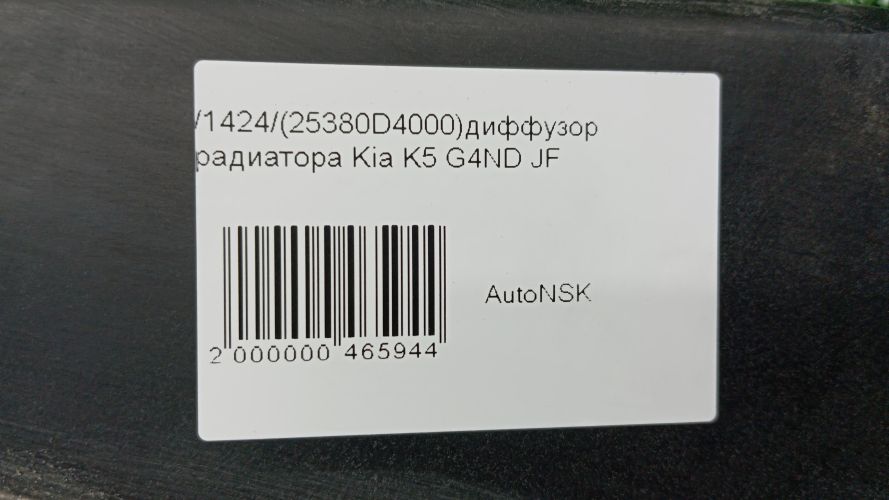 /1424/(25380D4000)диффузор
радиатора Kia K5 G4ND JF
AutoNSK
2 000000 465944